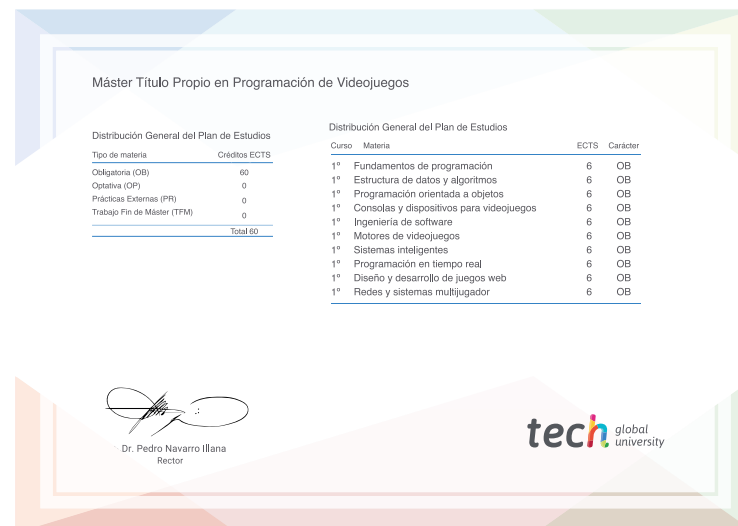 Máster Título Propio en Programación de Videojuegos
Distribución General del Plan de Estudios
Tipo de materia Créditos ECTS
Obligatoria (OB) 60
Optativa (OP) 0
Prácticas Externas (PR) 0
Trabajo Fin de Máster (TFM) 0
Total 60
Distribución General del Plan de Estudios
Curso Materia ECTS Carácter
1º Fundamentos de programación 6 OB
1º Estructura de datos y algoritmos 6 OB
1º Programación orientada a objetos 6 OB
1º Consolas y dispositivos para videojuegos 6 OB
1º Ingeniería de software 6 OB
1º Motores de videojuegos 6 OB
1º Sistemas inteligentes 6 OB
1º Programación en tiempo real 6 OB
1º Diseño y desarrollo de juegos web 6 OB
1º Redes y sistemas multijugador 6 OB
Dr. Pedro Navarro Illana
Rector
tech global
university